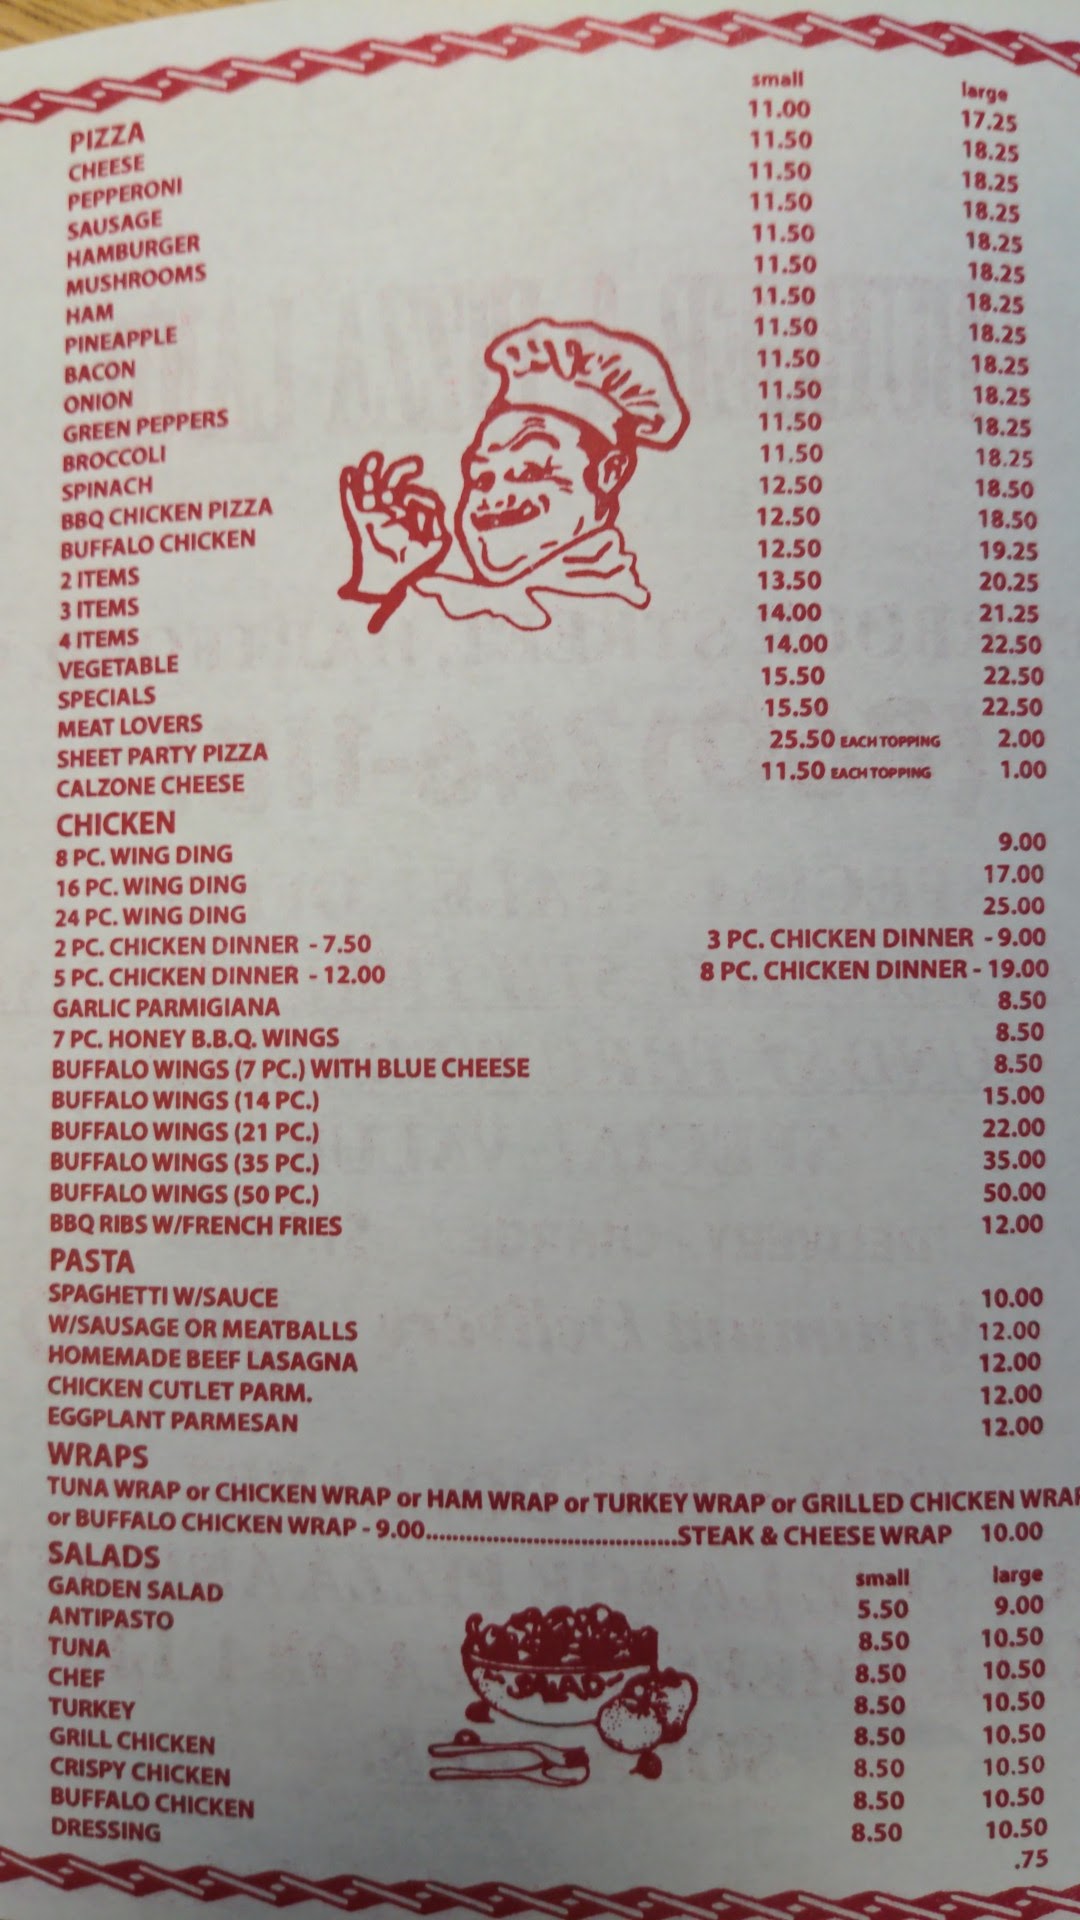 small large
PIZZA
CHEESE 11.00 17.25
PEPPERONI 11.50 18.25
SAUSAGE 11.50 18.25
HAMBURGER 11.50 18.25
MUSHROOMS 11.50 18.25
HAM 11.50 18.25
PINEAPPLE 11.50 18.25
BACON 11.50 18.25
ONION 11.50 18.25
GREEN PEPPERS 11.50 18.25
BROCCOLI 11.50 18.25
SPINACH 11.50 18.25
BBQ CHICKEN PIZZA 12.50 18.50
BUFFALO CHICKEN 12.50 18.50
2 ITEMS 12.50 19.25
3 ITEMS 13.50 20.25
4 ITEMS 14.00 21.25
VEGETABLE 14.00 22.50
SPECIALS 15.50 22.50
MEAT LOVERS 15.50 22.50
SHEET PARTY PIZZA 25.50 EACH TOPPING 2.00
CALZONE CHEESE 11.50 EACH TOPPING 1.00
CHICKEN
8 PC. WING DING 9.00
16 PC. WING DING 17.00
24 PC. WING DING 25.00
2 PC. CHICKEN DINNER - 7.50 3 PC. CHICKEN DINNER - 9.00
5 PC. CHICKEN DINNER - 12.00 8 PC. CHICKEN DINNER - 19.00
GARLIC PARMIGIANA 8.50
7 PC. HONEY B.B.Q. WINGS 8.50
BUFFALO WINGS (7 PC.) WITH BLUE CHEESE 8.50
BUFFALO WINGS (14 PC.) 15.00
BUFFALO WINGS (21 PC.) 22.00
BUFFALO WINGS (35 PC.) 35.00
BUFFALO WINGS (50 PC.) 50.00
BBQ RIBS W/FRENCH FRIES 12.00
PASTA
SPAGHETTI W/SAUCE 10.00
W/SAUSAGE OR MEATBALLS 12.00
HOMEMADE BEEF LASAGNA 12.00
CHICKEN CUTLET PARM. 12.00
EGGPLANT PARMESAN 12.00
WRAPS
TUNA WRAP or CHICKEN WRAP or HAM WRAP or TURKEY WRAP or GRILLED CHICKEN WRAP
or BUFFALO CHICKEN WRAP - 9.00......................................STEAK & CHEESE WRAP 10.00
SALADS small large
GARDEN SALAD 5.50 9.00
ANTIPASTO 8.50 10.50
TUNA 8.50 10.50
CHEF 8.50 10.50
TURKEY 8.50 10.50
GRILL CHICKEN 8.50 10.50
CRISPY CHICKEN 8.50 10.50
BUFFALO CHICKEN 8.50 10.50
DRESSING .75
SALAD